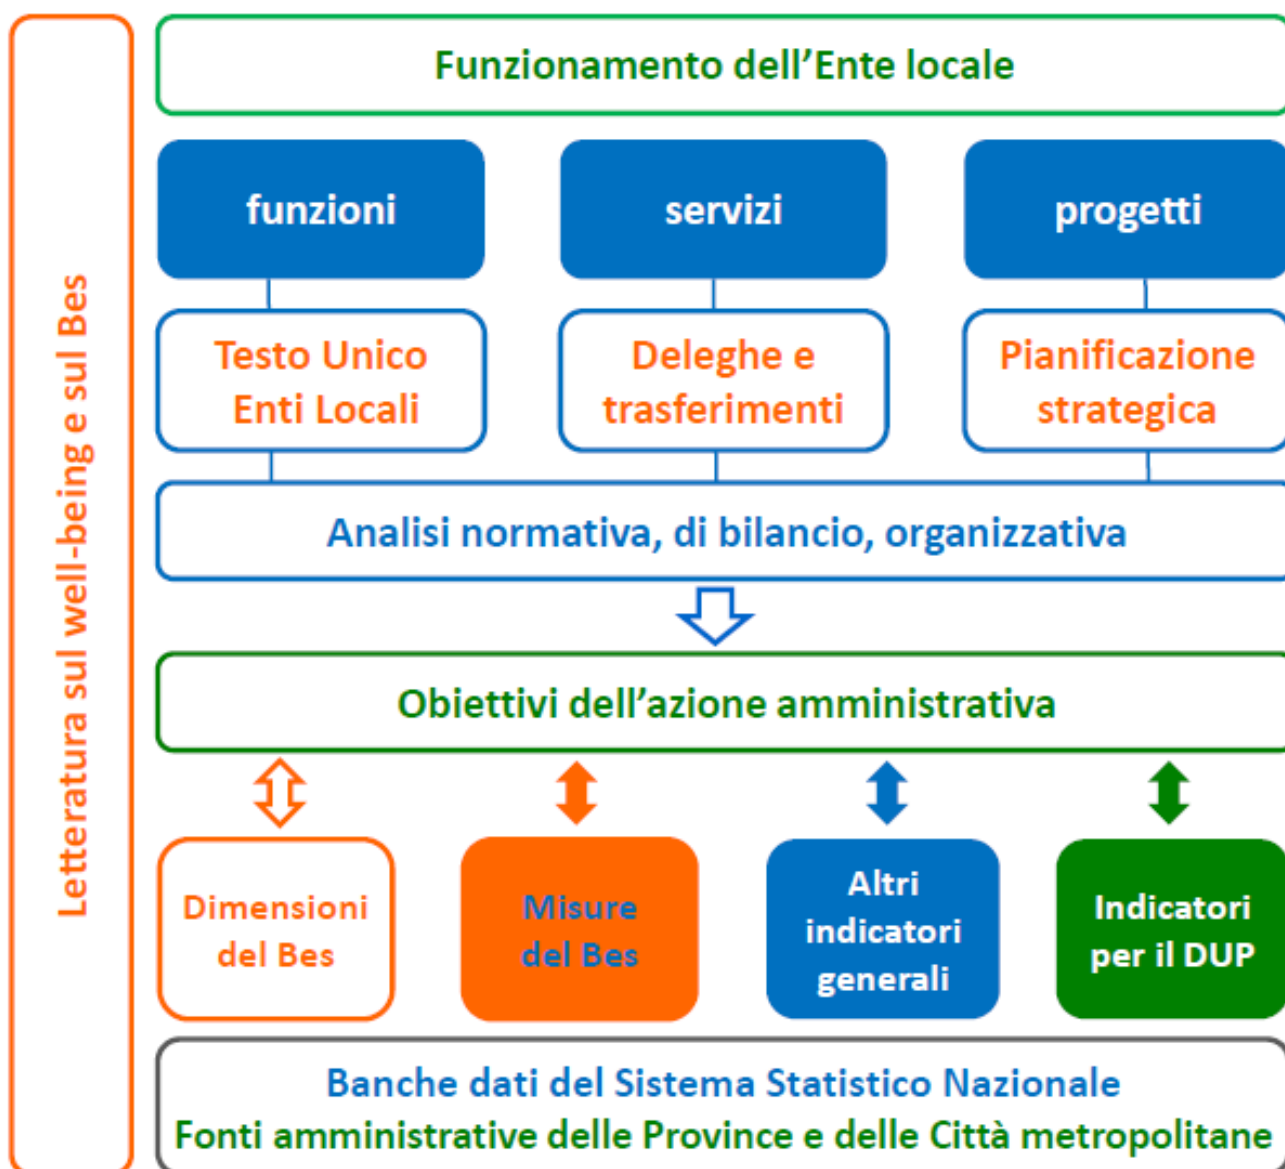 Letteratura sul well-being e sul Bes
Funzionamento dell'Ente locale
funzioni
servizi
progetti
Testo Unico
Enti Locali
Deleghe e
trasferimenti
Pianificazione
strategica
Analisi normativa, di bilancio, organizzativa
Obiettivi dell'azione amministrativa
Dimensioni
del Bes
Misure
del Bes
Altri
indicatori
generali
Indicatori
per il DUP
Banche dati del Sistema Statistico Nazionale
Fonti amministrative delle Province e delle Città metropolitane